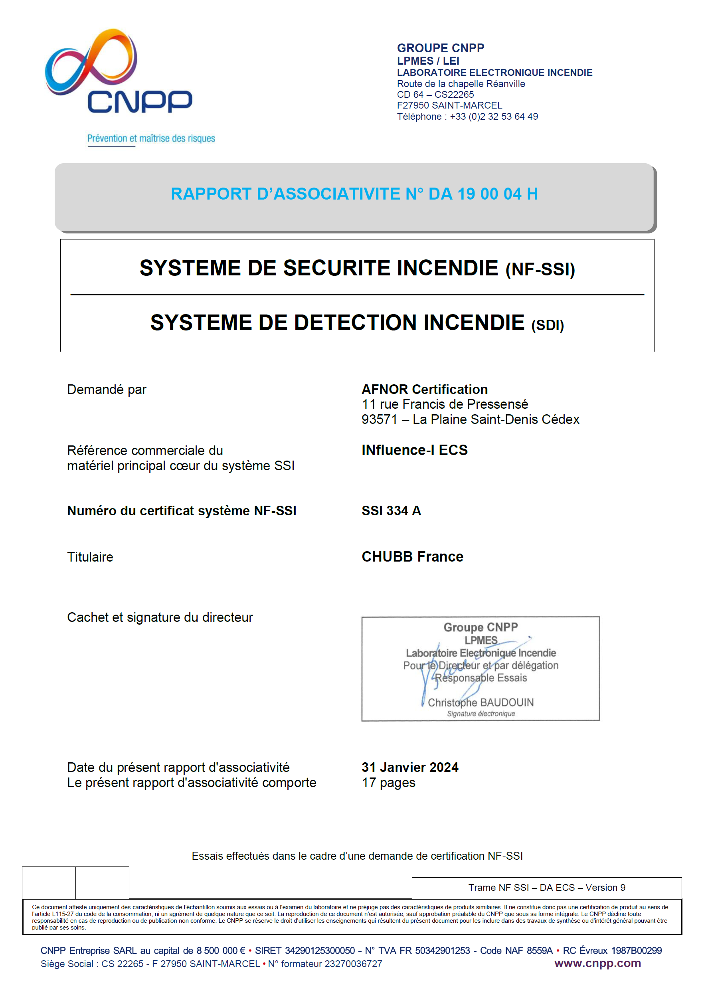 CNPP
Prévention et maîtrise des risques
GROUPE CNPP
LPMES / LEI
LABORATOIRE ELECTRONIQUE INCENDIE
Route de la chapelle Réanville
CD 64 – CS22265
F27950 SAINT-MARCEL
Téléphone : +33 (0)2 32 53 64 49
RAPPORT D’ASSOCIATIVITE N° DA 19 00 04 H
SYSTEME DE SECURITE INCENDIE (NF-SSI)
SYSTEME DE DETECTION INCENDIE (SDI)
Demandé par
AFNOR Certification
11 rue Francis de Pressensé
93571 – La Plaine Saint-Denis Cédex
Référence commerciale du
matériel principal cœur du système SSI
INfluence-I ECS
Numéro du certificat système NF-SSI
SSI 334 A
Titulaire
CHUBB France
Cachet et signature du directeur
Groupe CNPP
LPMES
Laboratoire Electronique Incendie
Pour le Directeur et par délégation
Responsable Essais
Christophe BAUDOUIN
Signature électronique
Date du présent rapport d'associativité
31 Janvier 2024
Le présent rapport d'associativité comporte
17 pages
Essais effectués dans le cadre d’une demande de certification NF-SSI
Trame NF SSI – DA ECS – Version 9
Ce document atteste uniquement des caractéristiques de l’échantillon soumis aux essais ou à l'examen du laboratoire et ne préjuge pas des caractéristiques de produits similaires. Il ne constitue donc pas une certification de produit au sens de
l’article L115-27 du code de la consommation, ni un agrément de quelque nature que ce soit. La reproduction de ce document n’est autorisée, sauf approbation préalable du CNPP que sous sa forme intégrale. Le CNPP décline toute
responsabilité en cas de reproduction ou de publication non conforme. Le CNPP se réserve le droit d’utiliser les enseignements qui résultent du présent document pour les inclure dans des travaux de synthèse ou d’intérêt général pouvant être
publié par ses soins.
CNPP Entreprise SARL au capital de 8 500 000 € • SIRET 34290125300050 - N° TVA FR 50342901253 - Code NAF 8559A • RC Évreux 1987B00299
Siège Social : CS 22265 - F 27950 SAINT-MARCEL • N° formateur 23270036727
www.cnpp.com